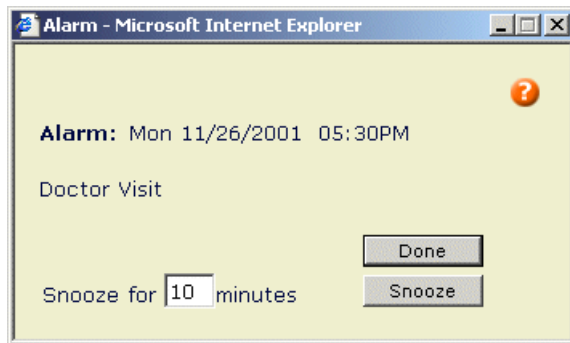 Alarm - Microsoft Internet Explorer
?
Alarm: Mon 11/26/2001 05:30PM
Doctor Visit
Done
Snooze for 10 minutes
Snooze